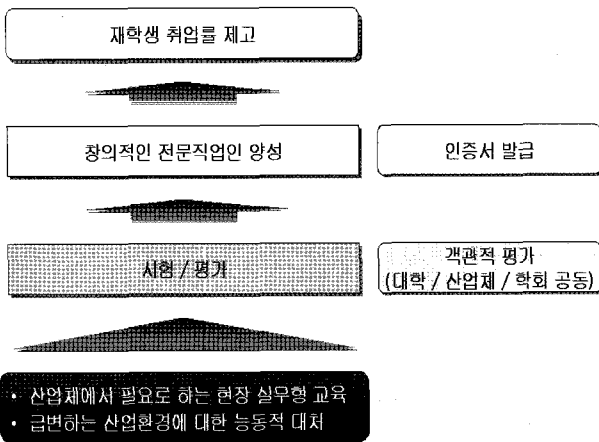 재학생 취업률 제고
창의적인 전문직업인 양성
인증서 발급
시험 / 평가
객관적 평가
(대학 / 산업체 / 학회 공동)
• 산업체에서 필요로 하는 현장 실무형 교육
• 급변하는 산업환경에 대한 능동적 대처